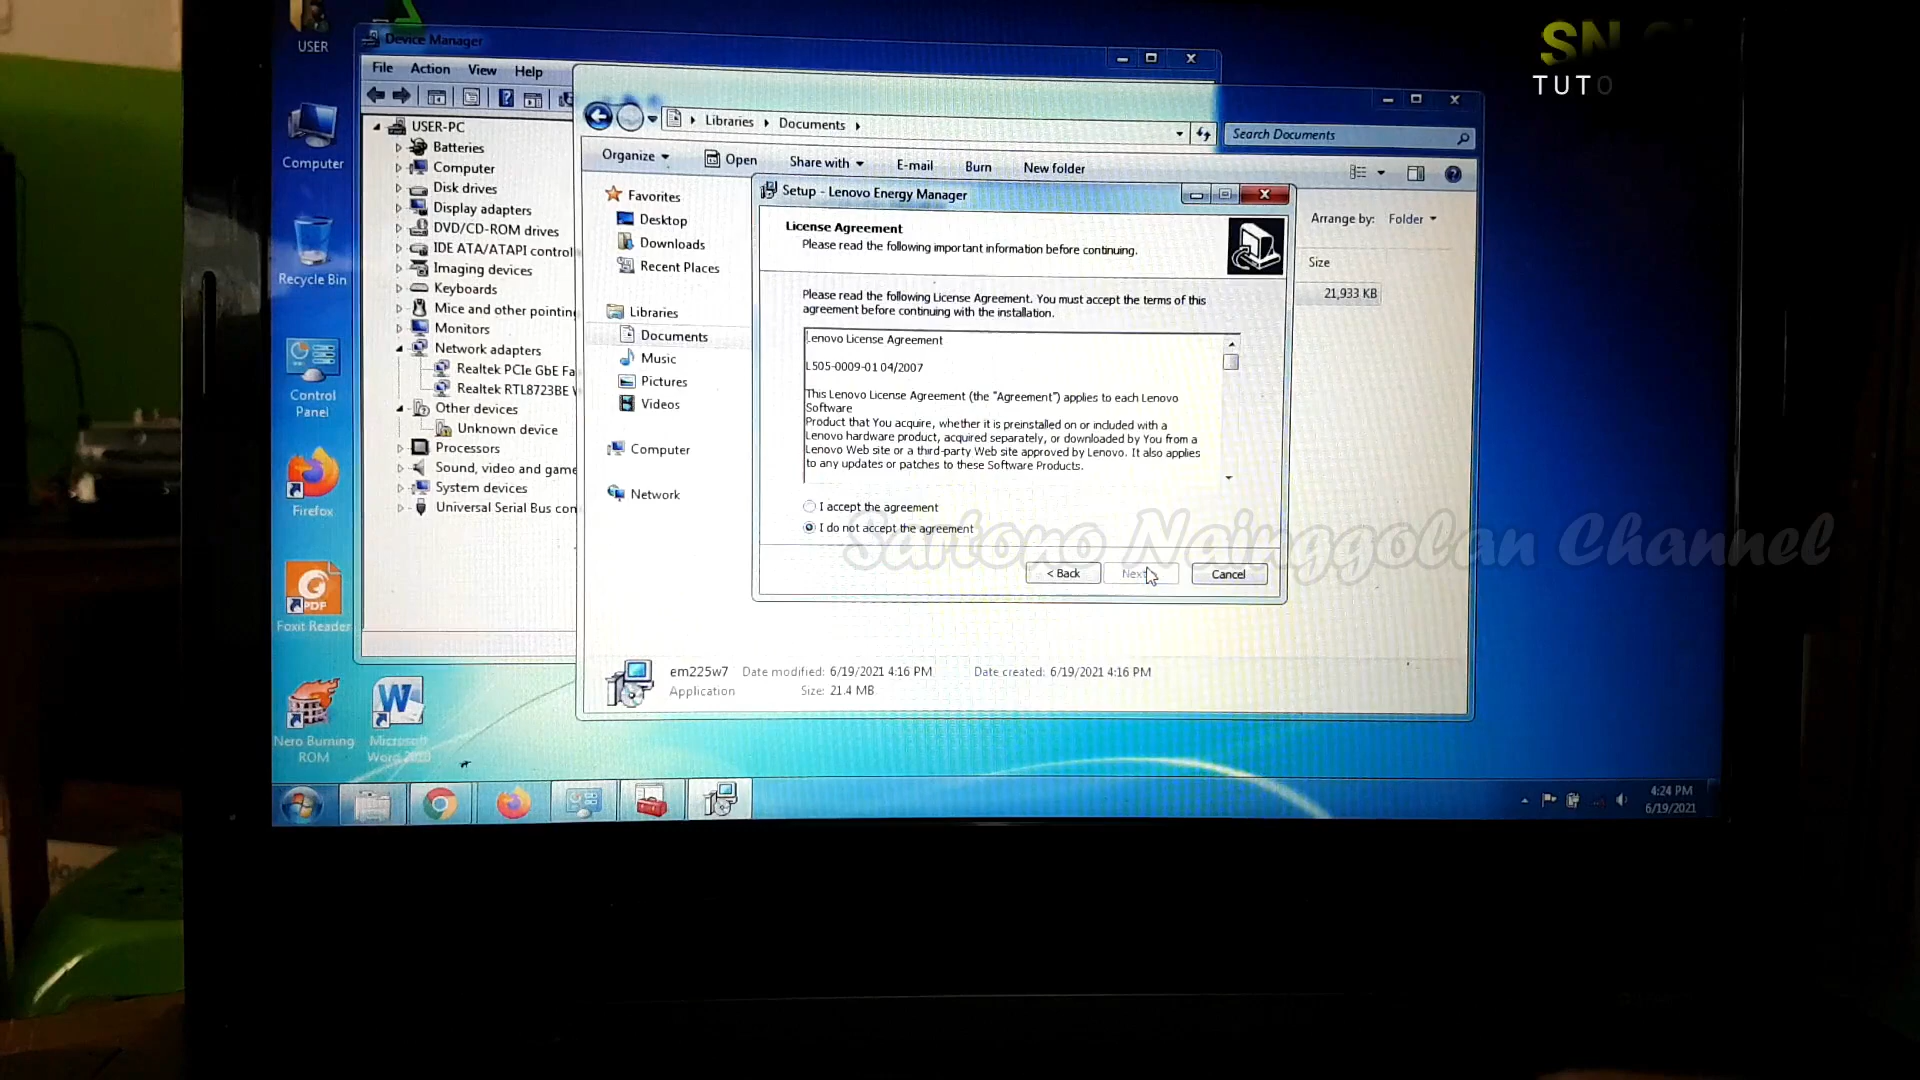 USER
Computer
Recycle Bin
Control
Panel
Firefox
PDF
Foxit Reader
Nero Burning
ROM
W
Microsoft
Word 2010
Device Manager
File Action View Help
USER-PC
Batteries
Computer
Disk drives
Display adapters
DVD/CD-ROM drives
IDE ATA/ATAPI control
Imaging devices
Keyboards
Mice and other pointing
Monitors
Network adapters
Realtek PCIe GbE Fa
Realtek RTL8723BE
Other devices
Unknown device
Processors
Sound, video and game
System devices
Universal Serial Bus con
Libraries Documents
Search Documents
Organize Open Share with E-mail Burn New folder
Favorites
Desktop
Downloads
Recent Places
Libraries
Documents
Music
Pictures
Videos
Computer
Network
Arrange by: Folder
Size
21,933 KB
Setup - Lenovo Energy Manager
License Agreement
Please read the following important information before continuing.
Please read the following License Agreement. You must accept the terms of this
agreement before continuing with the installation.
Lenovo License Agreement
L505-0009-01 04/2007
This Lenovo License Agreement (the "Agreement") applies to each Lenovo
Software
Product that You acquire, whether it is preinstalled on or included with a
Lenovo hardware product, acquired separately, or downloaded by You from a
Lenovo Web site or a third-party Web site approved by Lenovo. It also applies
to any updates or patches to these Software Products.
I accept the agreement
I do not accept the agreement
< Back Next Cancel
em225w7 Date modified: 6/19/2021 4:16 PM Date created: 6/19/2021 4:16 PM
Application Size: 21.4 MB
4:24 PM
6/19/2021
SN
TUTO
Sartono Nainggolan Channel